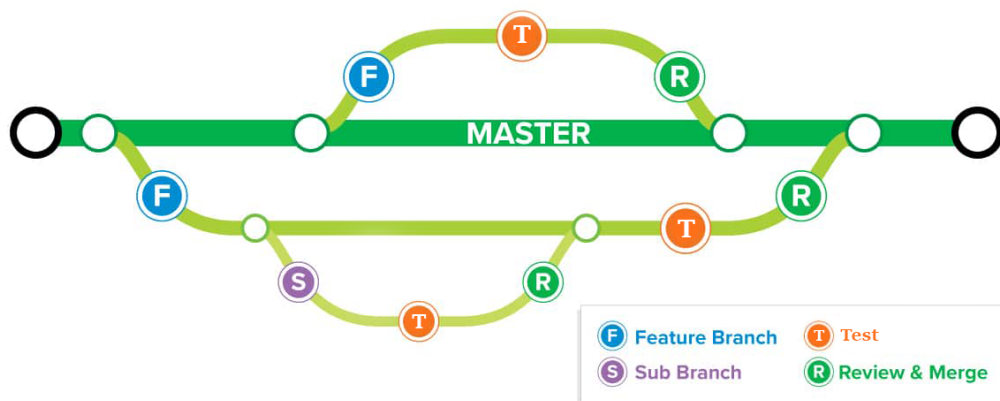 T
F
R
MASTER
F
R
T
S
R
T
F Feature Branch
T Test
S Sub Branch
R Review & Merge